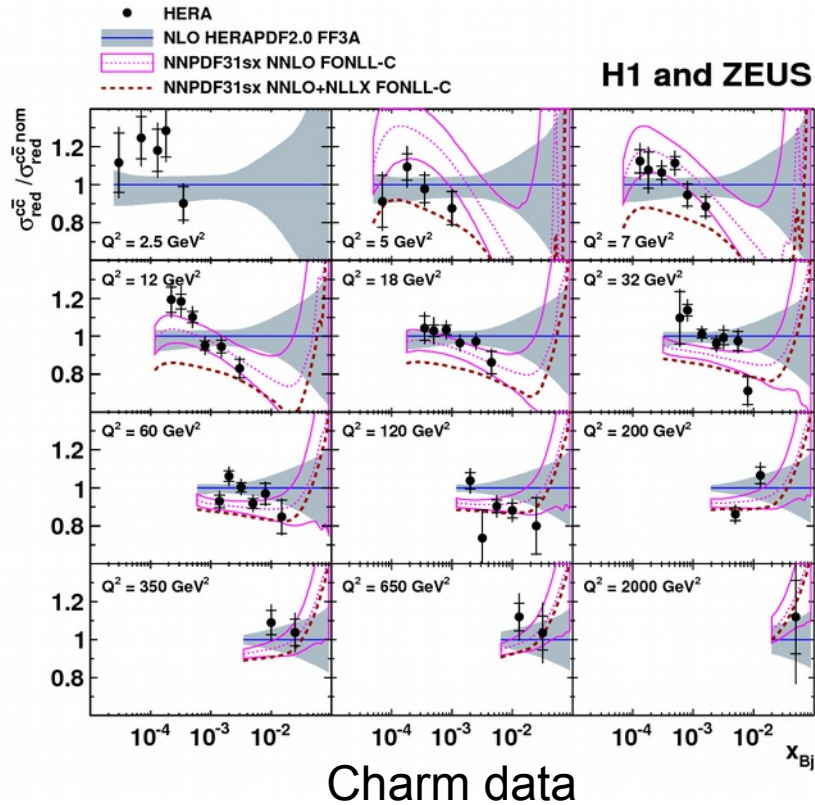 HERA
NLO HERAPDF2.0 FF3A
NNPDF31sx NNLO FONLL-C
NNPDF31sx NNLO+NLLX FONLL-C
H1 and ZEUS
σ_red^cc̄ / σ_red^cc̄ nom
1.2
1
0.8
Q² = 2.5 GeV²
Q² = 5 GeV²
Q² = 7 GeV²
1.2
1
0.8
Q² = 12 GeV²
Q² = 18 GeV²
Q² = 32 GeV²
1.2
1
0.8
Q² = 60 GeV²
Q² = 120 GeV²
Q² = 200 GeV²
1.2
1
0.8
Q² = 350 GeV²
Q² = 650 GeV²
Q² = 2000 GeV²
10⁻⁴ 10⁻³ 10⁻² 10⁻⁴ 10⁻³ 10⁻² 10⁻⁴ 10⁻³ 10⁻²
x_Bj
Charm data